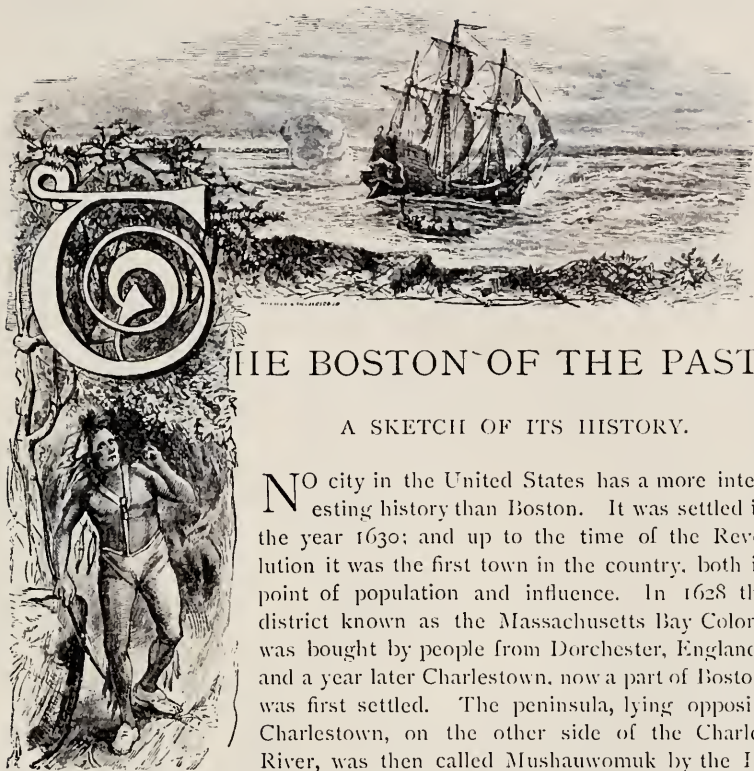 THE BOSTON OF THE PAST
A SKETCH OF ITS HISTORY.
NO city in the United States has a more inte
esting history than Boston. It was settled i
the year 1630; and up to the time of the Rev
lution it was the first town in the country, both i
point of population and influence. In 1628 th
district known as the Massachusetts Bay Colon
was bought by people from Dorchester, England
and a year later Charlestown, now a part of Bosto
was first settled. The peninsula, lying opposi
Charlestown, on the other side of the Charle
River, was then called Mushauwomuk by the I